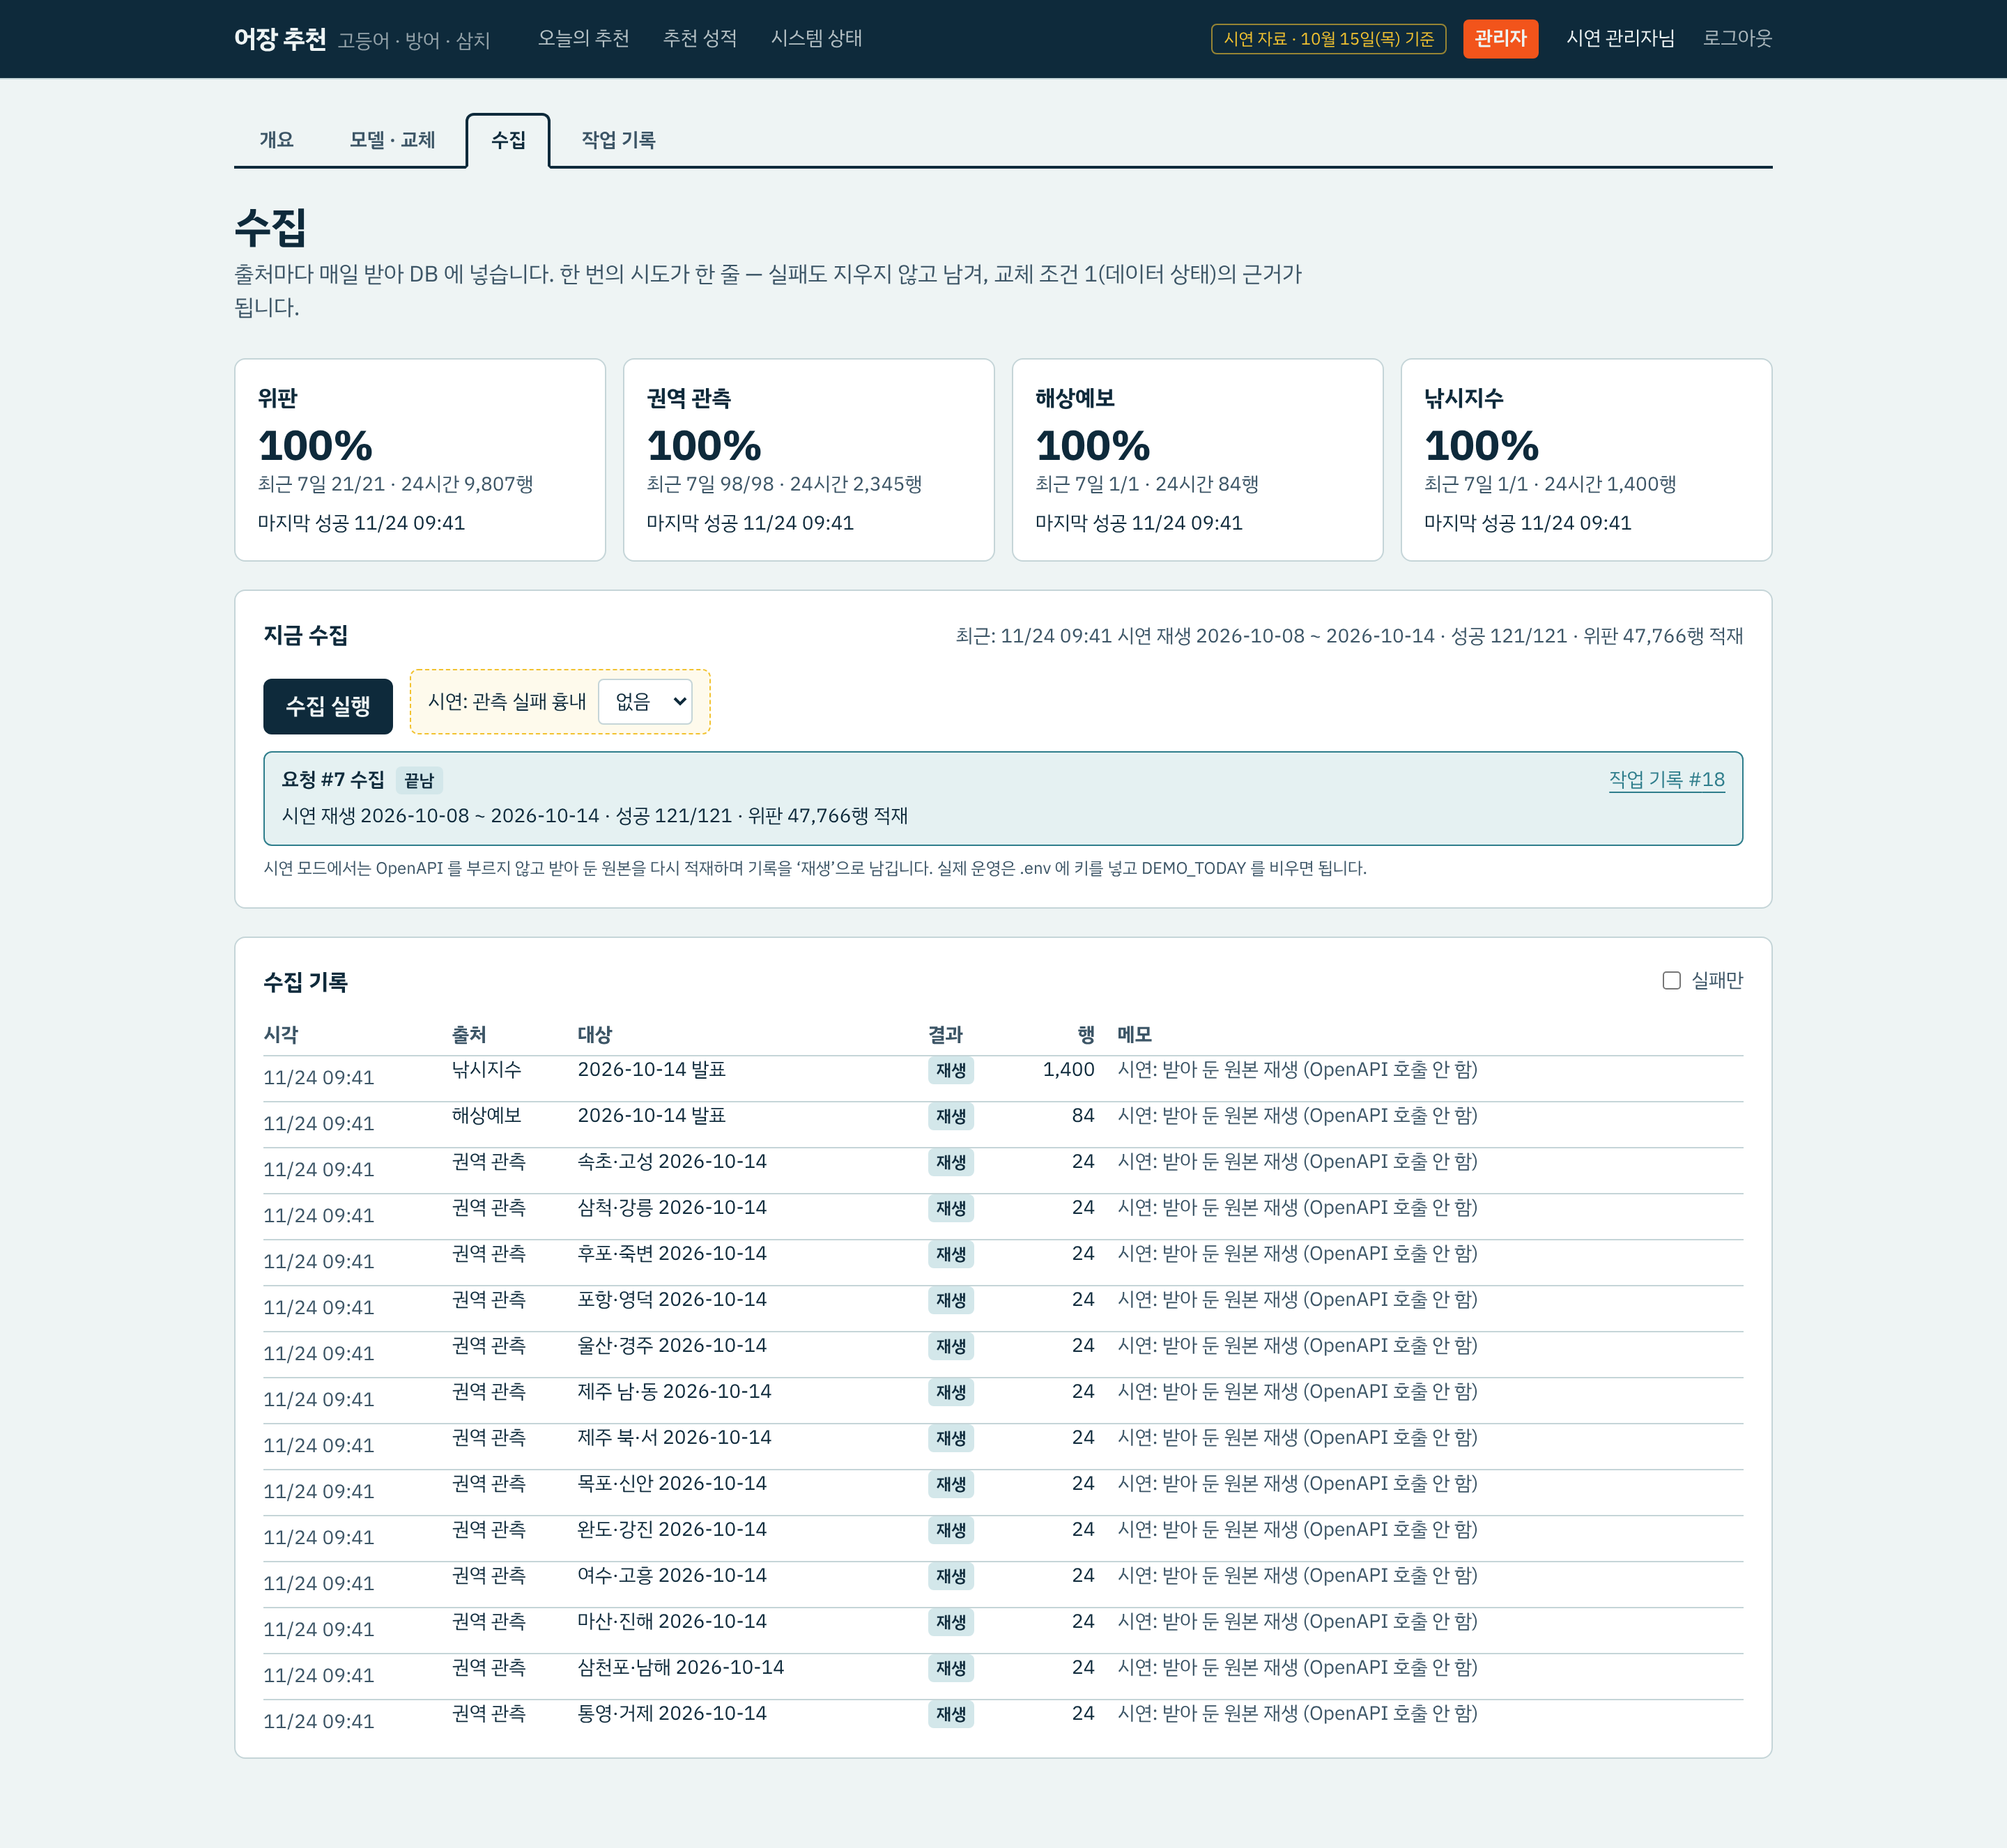 어장 추천 고등어 · 방어 · 삼치 오늘의 추천 추천 성적 시스템 상태 시연 자료 · 10월 15일(목) 기준 관리자 시연 관리자님 로그아웃
개요 모델 · 교체 수집 작업 기록
수집
출처마다 매일 받아 DB 에 넣습니다. 한 번의 시도가 한 줄 — 실패도 지우지 않고 남겨, 교체 조건 1(데이터 상태)의 근거가
됩니다.
위판
100%
최근 7일 21/21 · 24시간 9,807행
마지막 성공 11/24 09:41
권역 관측
100%
최근 7일 98/98 · 24시간 2,345행
마지막 성공 11/24 09:41
해상예보
100%
최근 7일 1/1 · 24시간 84행
마지막 성공 11/24 09:41
낚시지수
100%
최근 7일 1/1 · 24시간 1,400행
마지막 성공 11/24 09:41
지금 수집 최근: 11/24 09:41 시연 재생 2026-10-08 ~ 2026-10-14 · 성공 121/121 · 위판 47,766행 적재
수집 실행 시연: 관측 실패 흉내 없음
요청 #7 수집 끝남 작업 기록 #18
시연 재생 2026-10-08 ~ 2026-10-14 · 성공 121/121 · 위판 47,766행 적재
시연 모드에서는 OpenAPI 를 부르지 않고 받아 둔 원본을 다시 적재하며 기록을 ‘재생’으로 남깁니다. 실제 운영은 .env 에 키를 넣고 DEMO_TODAY 를 비우면 됩니다.
수집 기록 실패만
시각 출처 대상 결과 행 메모
11/24 09:41 낚시지수 2026-10-14 발표 재생 1,400 시연: 받아 둔 원본 재생 (OpenAPI 호출 안 함)
11/24 09:41 해상예보 2026-10-14 발표 재생 84 시연: 받아 둔 원본 재생 (OpenAPI 호출 안 함)
11/24 09:41 권역 관측 속초·고성 2026-10-14 재생 24 시연: 받아 둔 원본 재생 (OpenAPI 호출 안 함)
11/24 09:41 권역 관측 삼척·강릉 2026-10-14 재생 24 시연: 받아 둔 원본 재생 (OpenAPI 호출 안 함)
11/24 09:41 권역 관측 후포·죽변 2026-10-14 재생 24 시연: 받아 둔 원본 재생 (OpenAPI 호출 안 함)
11/24 09:41 권역 관측 포항·영덕 2026-10-14 재생 24 시연: 받아 둔 원본 재생 (OpenAPI 호출 안 함)
11/24 09:41 권역 관측 울산·경주 2026-10-14 재생 24 시연: 받아 둔 원본 재생 (OpenAPI 호출 안 함)
11/24 09:41 권역 관측 제주 남·동 2026-10-14 재생 24 시연: 받아 둔 원본 재생 (OpenAPI 호출 안 함)
11/24 09:41 권역 관측 제주 북·서 2026-10-14 재생 24 시연: 받아 둔 원본 재생 (OpenAPI 호출 안 함)
11/24 09:41 권역 관측 목포·신안 2026-10-14 재생 24 시연: 받아 둔 원본 재생 (OpenAPI 호출 안 함)
11/24 09:41 권역 관측 완도·강진 2026-10-14 재생 24 시연: 받아 둔 원본 재생 (OpenAPI 호출 안 함)
11/24 09:41 권역 관측 여수·고흥 2026-10-14 재생 24 시연: 받아 둔 원본 재생 (OpenAPI 호출 안 함)
11/24 09:41 권역 관측 마산·진해 2026-10-14 재생 24 시연: 받아 둔 원본 재생 (OpenAPI 호출 안 함)
11/24 09:41 권역 관측 삼천포·남해 2026-10-14 재생 24 시연: 받아 둔 원본 재생 (OpenAPI 호출 안 함)
11/24 09:41 권역 관측 통영·거제 2026-10-14 재생 24 시연: 받아 둔 원본 재생 (OpenAPI 호출 안 함)